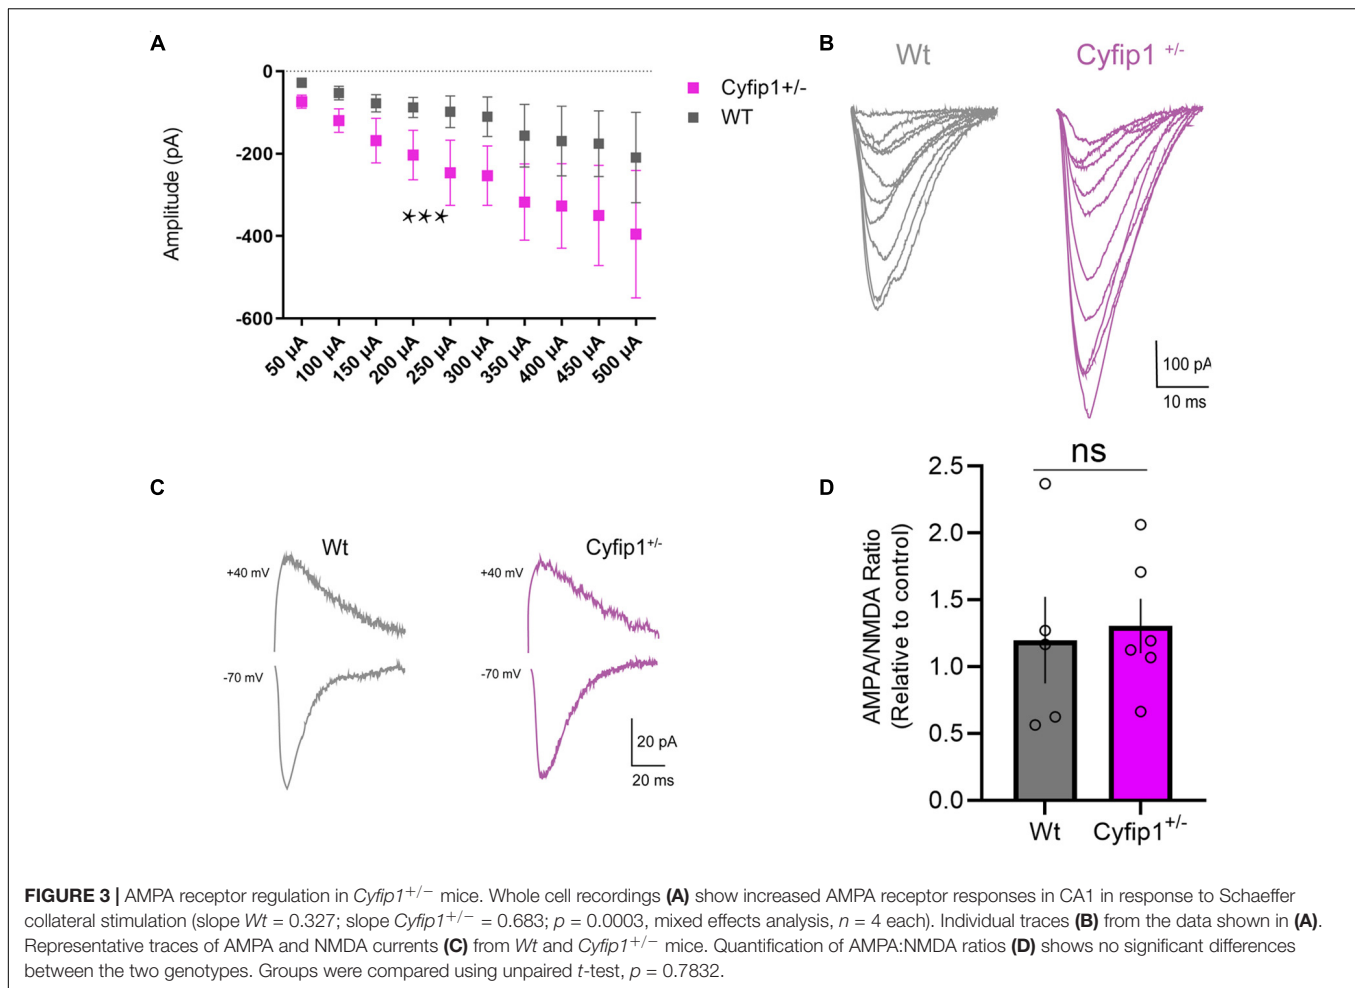 A
0
-200
-400
-600
Amplitude (pA)
50 µA
100 µA
150 µA
200 µA
250 µA
300 µA
350 µA
400 µA
450 µA
500 µA
✶✶✶
Cyfip1+/-
WT
B
Wt
Cyfip1 +/-
100 pA
10 ms
C
Wt
Cyfip1+/-
+40 mV
+40 mV
-70 mV
-70 mV
20 pA
20 ms
D
ns
2.5
2.0
1.5
1.0
0.5
0.0
AMPA/NMDA Ratio
(Relative to control)
Wt
Cyfip1+/-
FIGURE 3 | AMPA receptor regulation in Cyfip1+/− mice. Whole cell recordings (A) show increased AMPA receptor responses in CA1 in response to Schaeffer
collateral stimulation (slope Wt = 0.327; slope Cyfip1+/− = 0.683; p = 0.0003, mixed effects analysis, n = 4 each). Individual traces (B) from the data shown in (A).
Representative traces of AMPA and NMDA currents (C) from Wt and Cyfip1+/− mice. Quantification of AMPA:NMDA ratios (D) shows no significant differences
between the two genotypes. Groups were compared using unpaired t-test, p = 0.7832.